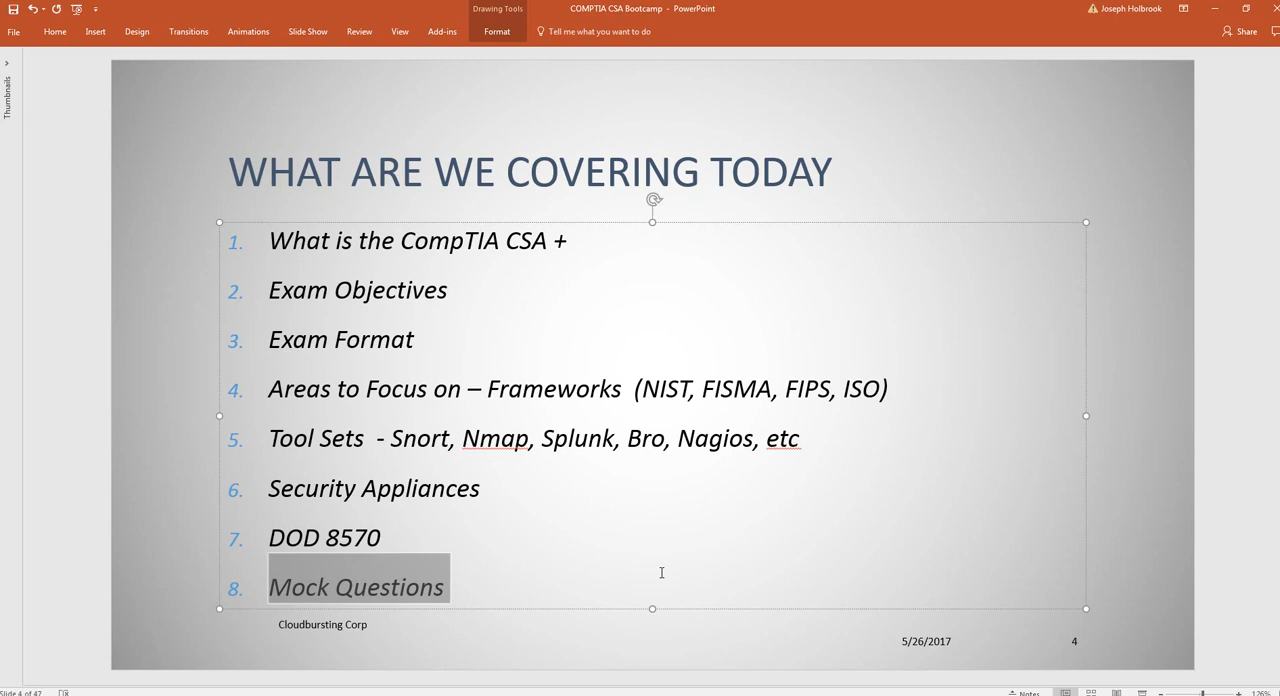 Drawing Tools
COMPTIA CSA Bootcamp - PowerPoint
Joseph Holbrook
File Home Insert Design Transitions Animations Slide Show Review View Add-ins Format Tell me what you want to do Share
Thumbnails
WHAT ARE WE COVERING TODAY
1. What is the CompTIA CSA +
2. Exam Objectives
3. Exam Format
4. Areas to Focus on – Frameworks (NIST, FISMA, FIPS, ISO)
5. Tool Sets - Snort, Nmap, Splunk, Bro, Nagios, etc
6. Security Appliances
7. DOD 8570
8. Mock Questions
Cloudbursting Corp
5/26/2017 4
Slide 4 of 47 Notes 126%